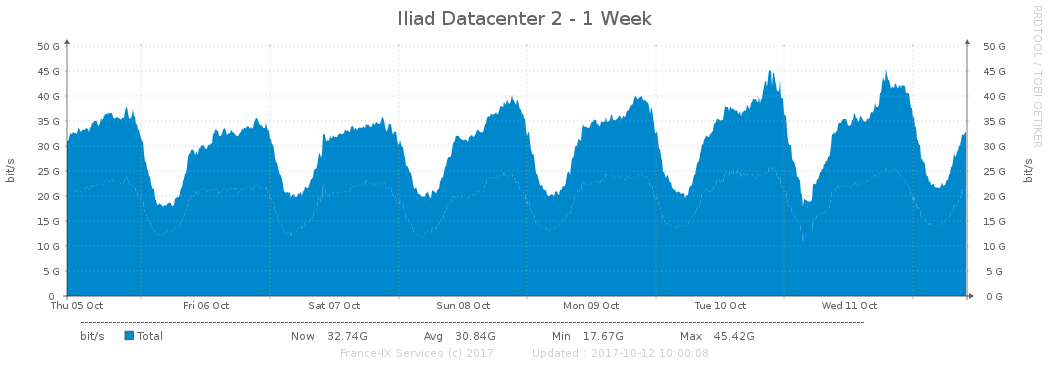 Iliad Datacenter 2 - 1 Week
RRDTOOL / TOBI OETIKER
bit/s
50 G 50 G
45 G 45 G
40 G 40 G
35 G 35 G
30 G 30 G
25 G 25 G
20 G 20 G
15 G 15 G
10 G 10 G
5 G 5 G
0 0 G
bit/s
Thu 05 Oct Fri 06 Oct Sat 07 Oct Sun 08 Oct Mon 09 Oct Tue 10 Oct Wed 11 Oct
bit/s Total Now 32.74G Avg 30.84G Min 17.67G Max 45.42G
France-IX Services (c) 2017 Updated : 2017-10-12 10:00:08